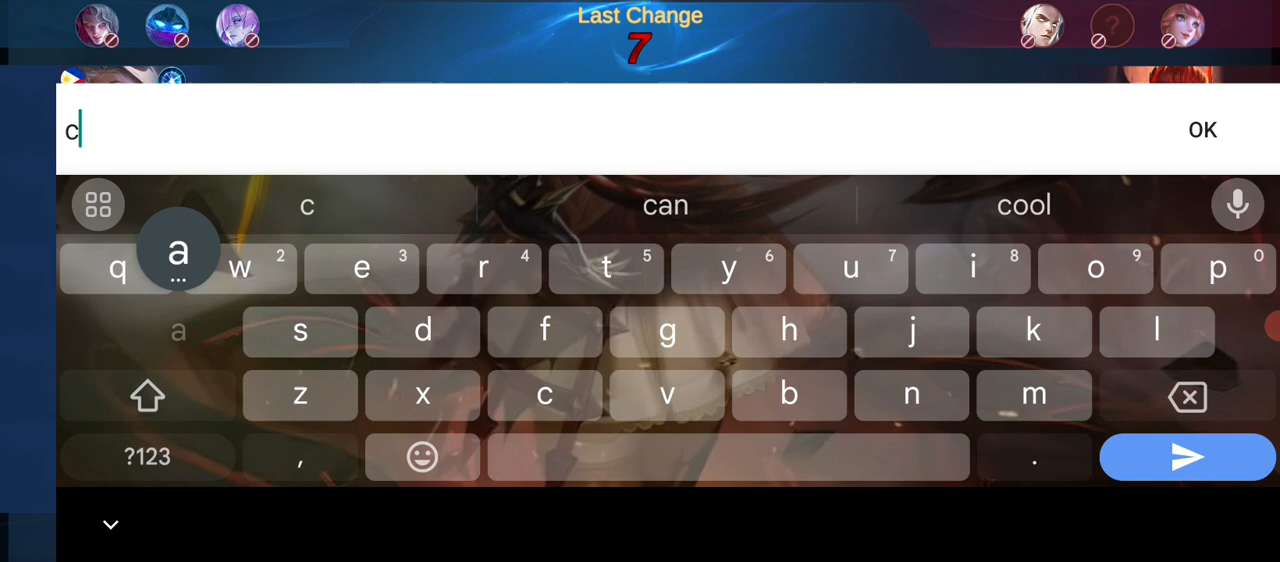 Last Change
7
?
c
OK
c can cool
a
q w 2 e 3 r 4 t 5 y 6 u 7 i 8 o 9 p 0
a s d f g h j k l
z x c v b n m
?123 , .